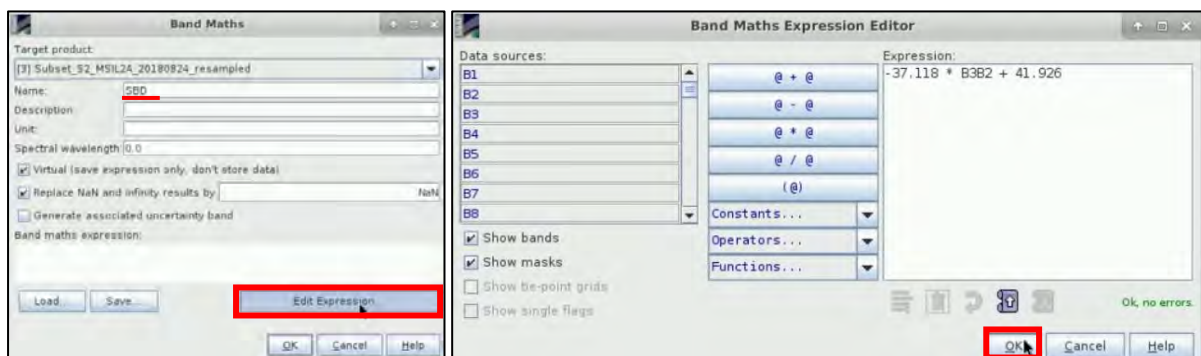 Band Maths
Target product:
[3] Subset_S2_MSIL2A_20180824_resampled
Name: SBD
Description:
Unit:
Spectral wavelength: 0.0
Virtual (save expression only, don't store data)
Replace NaN and infinity results by NaN
Generate associated uncertainty band
Band maths expression:
Load... Save... Edit Expression...
OK Cancel Help
Band Maths Expression Editor
Data sources:
B1
B2
B3
B4
B5
B6
B7
B8
Show bands
Show masks
Show tie-point grids
Show single flags
@ + @
@ - @
@ * @
@ / @
(@)
Constants...
Operators...
Functions...
Expression:
-37.118 * B3B2 + 41.926
Ok, no errors.
OK Cancel Help